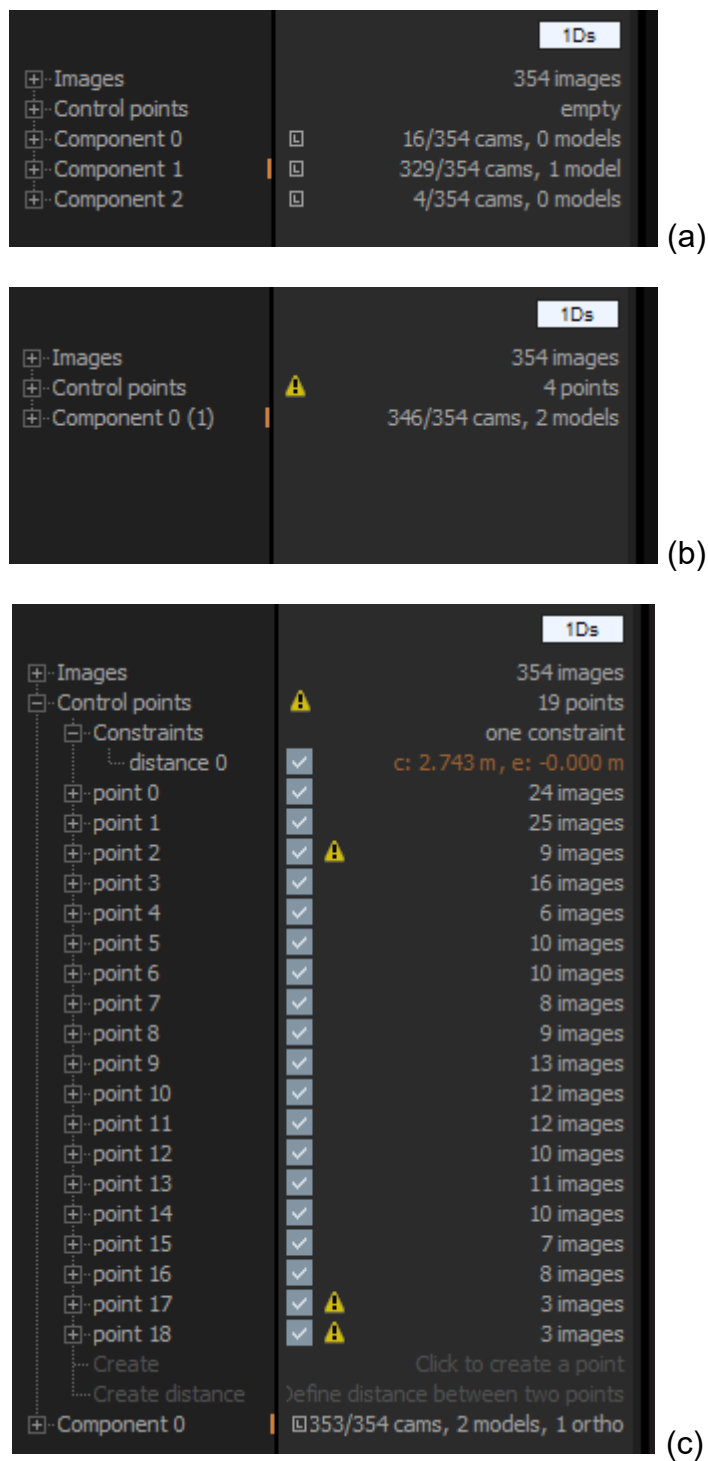 1Ds
Images 354 images
Control points empty
Component 0 L 16/354 cams, 0 models
Component 1 L 329/354 cams, 1 model
Component 2 L 4/354 cams, 0 models
(a)
1Ds
Images 354 images
Control points 4 points
Component 0 (1) 346/354 cams, 2 models
(b)
1Ds
Images 354 images
Control points 19 points
Constraints one constraint
distance 0 c: 2.743 m, e: -0.000 m
point 0 24 images
point 1 25 images
point 2 9 images
point 3 16 images
point 4 6 images
point 5 10 images
point 6 10 images
point 7 8 images
point 8 9 images
point 9 13 images
point 10 12 images
point 11 12 images
point 12 10 images
point 13 11 images
point 14 10 images
point 15 7 images
point 16 8 images
point 17 3 images
point 18 3 images
Create Click to create a point
Create distance Define distance between two points
Component 0 L 353/354 cams, 2 models, 1 ortho
(c)